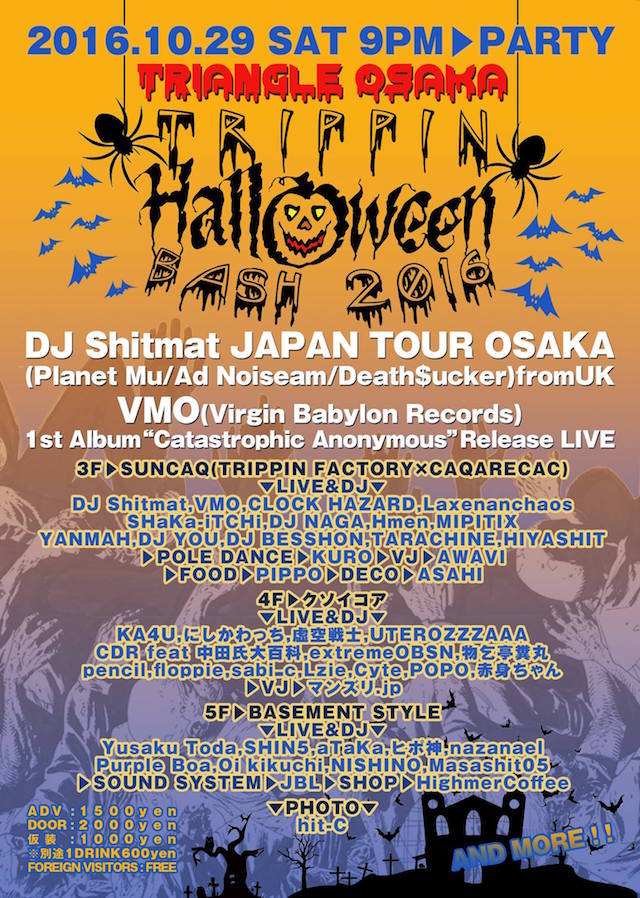 2016.10.29 SAT 9PM▶PARTY
TRIANGLE OSAKA
TRIPPIN
Halloween
BASH 2016
DJ Shitmat JAPAN TOUR OSAKA
(Planet Mu/Ad Noiseam/Death$ucker)fromUK
VMO(Virgin Babylon Records)
1st Album“Catastrophic Anonymous”Release LIVE
3F▶SUNCAQ(TRIPPIN FACTORY×CAQARECAC)
▼LIVE&DJ▼
DJ Shitmat,VMO,CLOCK HAZARD,Laxenanchaos
SHaKa-iTCHi,DJ NAGA,Hmen,MIPITIX
YANMAH,DJ YOU,DJ BESSHON,TARACHINE,HIYASHIT
▶POLE DANCE▶KURO▶VJ▶AWAVI
▶FOOD▶PIPPO▶DECO▶ASAHI
4F▶クソイコア
▼LIVE&DJ▼
KA4U,にしかわっち,虚空戦士,UTEROZZZAAA
CDR feat 中田氏大百科,extremeOBSN,物乞亭貫丸
pencil,floppie,sabi-c,Lzie,Cyte,POPO,赤身ちゃん
▶VJ▶マンズリ.jp
5F▶BASEMENT STYLE
▼LIVE&DJ▼
Yusaku Toda,SHIN5,aTaKa,ヒポ神,nazanael
Purple Boa,Oi kikuchi,NISHINO,Masashit05
▶SOUND SYSTEM▶JBL▶SHOP▶HighmerCoffee
▼PHOTO▼
hit-C
ADV : 1500yen
DOOR: 2000yen
仮装 : 1000yen
※別途1DRINK600yen
FOREIGN VISITORS : FREE
AND MORE !!